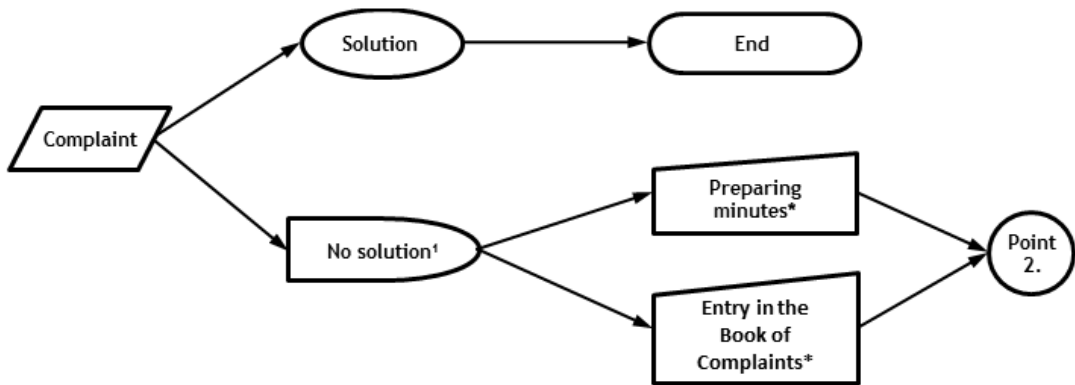 Solution
End
Complaint
No solution¹
Preparing
minutes*
Entry in the
Book of
Complaints*
Point
2.